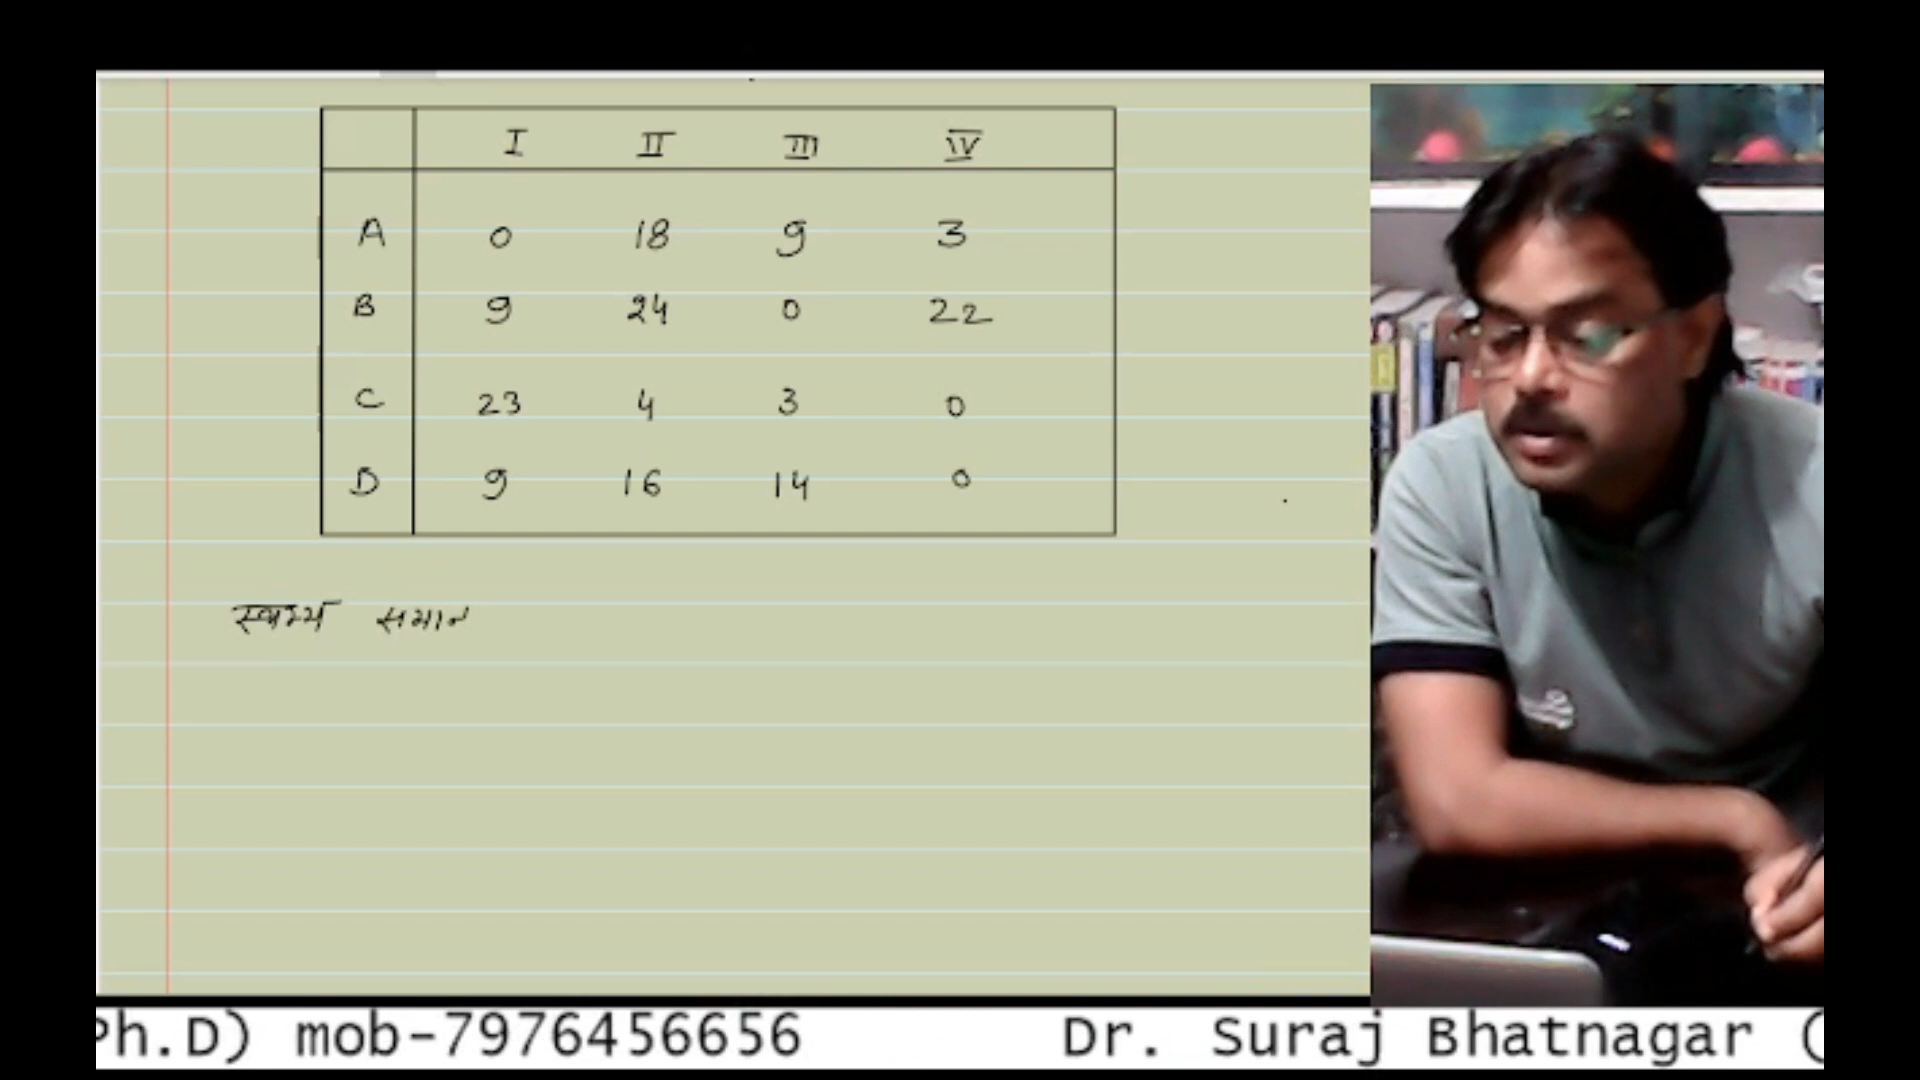 I II III IV
A 0 18 9 3
B 9 24 0 22
C 23 4 3 0
D 9 16 14 0
स्तम्भ समान
Ph.D) mob-7976456656 Dr. Suraj Bhatnagar (